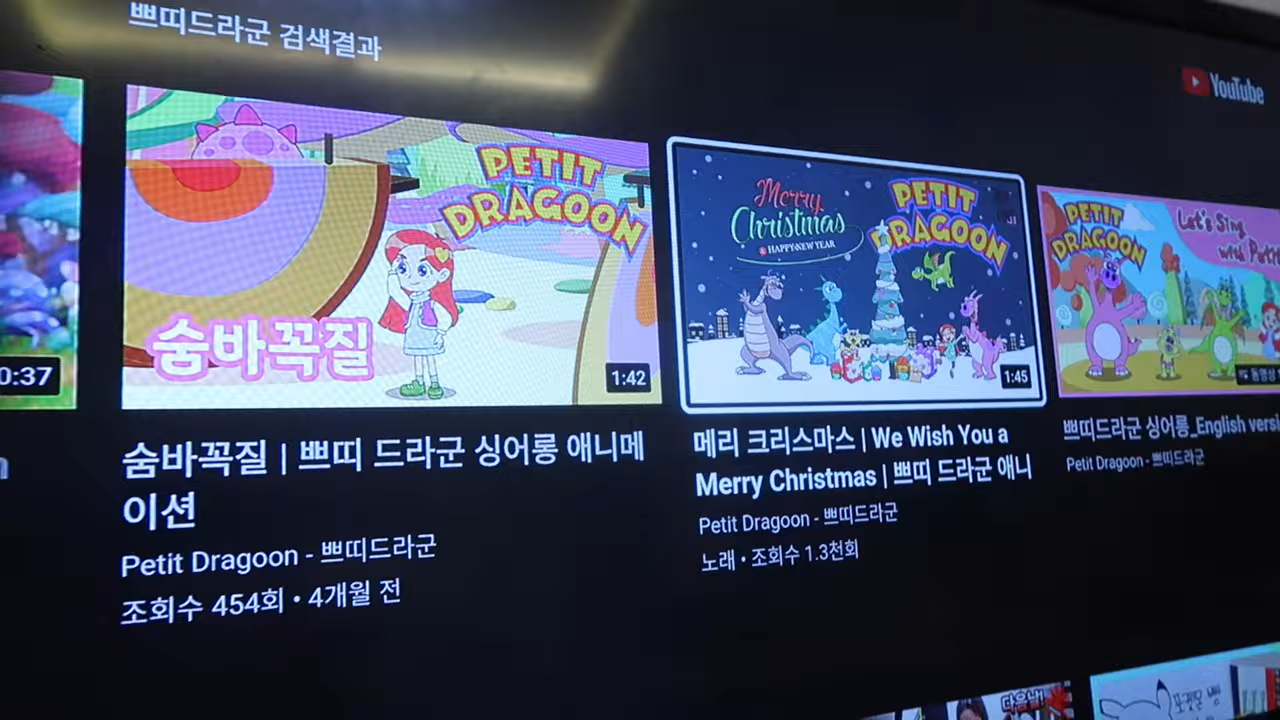 쁘띠드라군 검색결과
YouTube
0:37
PETIT
DRAGOON
숨바꼭질
1:42
숨바꼭질 | 쁘띠 드라군 싱어롱 애니메
이션
Petit Dragoon - 쁘띠드라군
조회수 454회 • 4개월 전
Merry
Christmas
& HAPPY NEW YEAR
PETIT
DRAGOON
1:45
메리 크리스마스 | We Wish You a
Merry Christmas | 쁘띠 드라군 애니
Petit Dragoon - 쁘띠드라군
노래 • 조회수 1.3천회
PETIT
DRAGOON
Let's Sing
with
동영상
쁘띠드라군 싱어롱_English versi
Petit Dragoon - 쁘띠드라군